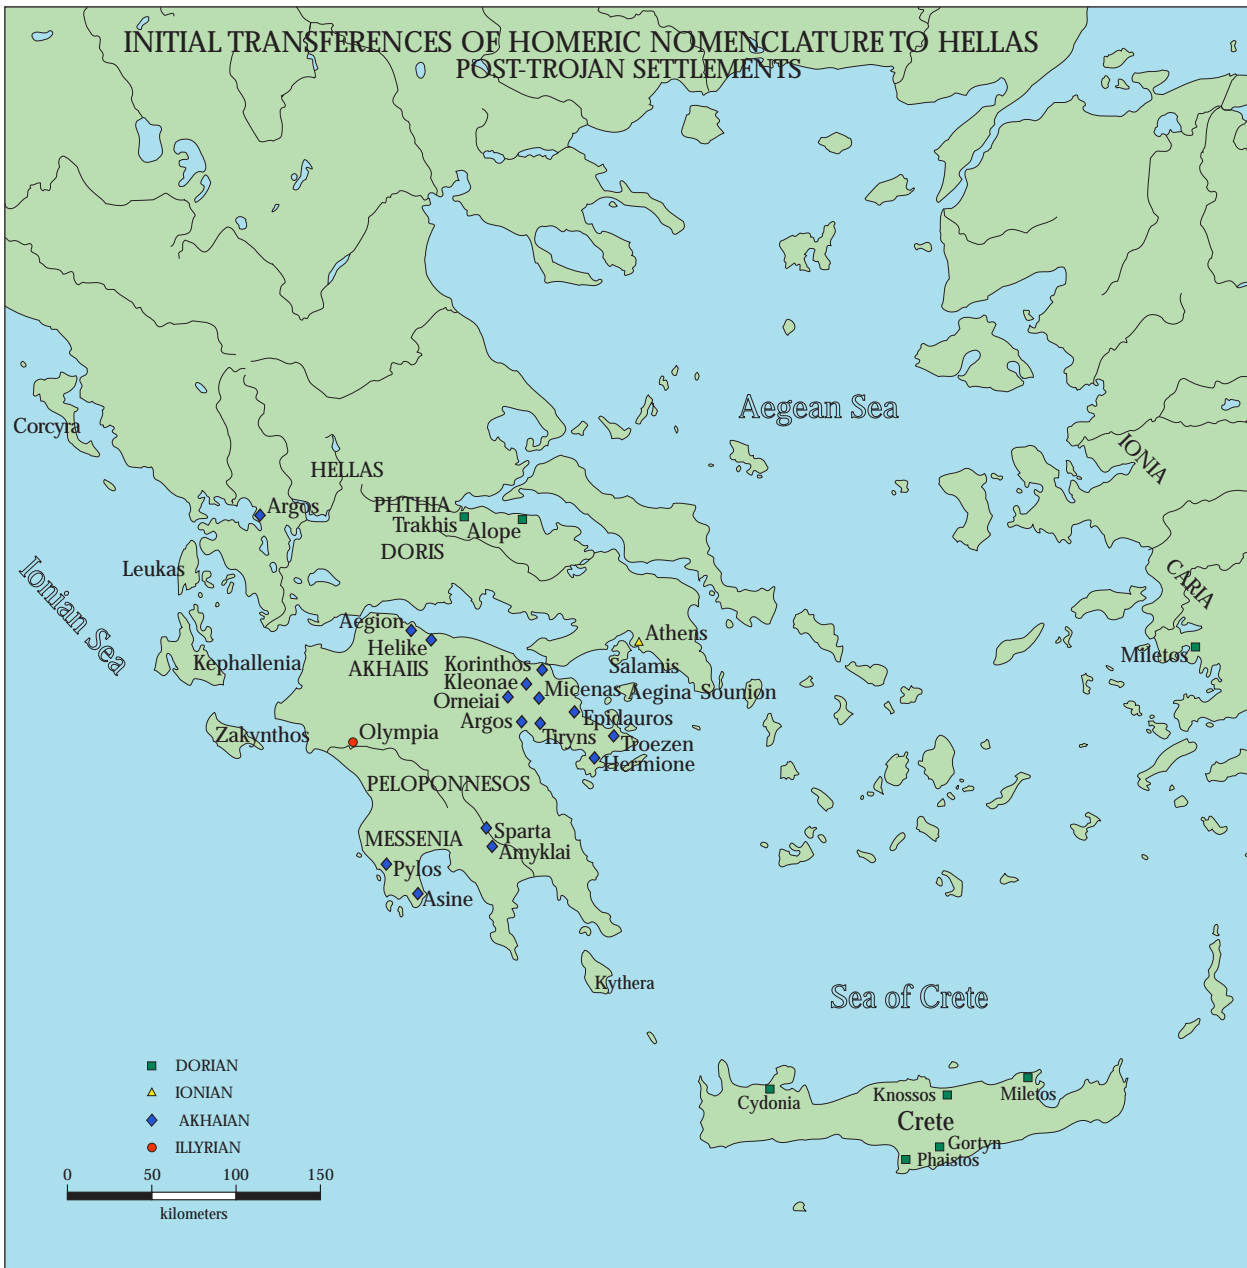 INITIAL TRANSFERENCES OF HOMERIC NOMENCLATURE TO HELLAS
POST-TROJAN SETTLEMENTS
Aegean Sea
Corcyra
IONIA
HELLAS
Argos
PHTHIA
Trakhis
Alope
DORIS
Leukas
CARIA
Ionian Sea
Aegion
Helike
AKHAIIS
Athens
Salamis
Miletos
Kephallenia
Korinthos
Kleonae
Micenas
Aegina
Sounion
Orneiai
Argos
Epidauros
Tiryns
Troezen
Hermione
Zakynthos
Olympia
PELOPONNESOS
MESSENIA
Sparta
Amyklai
Pylos
Asine
Kythera
Sea of Crete
DORIAN
IONIAN
AKHAIAN
ILLYRIAN
0 50 100 150
kilometers
Cydonia
Knossos
Miletos
Crete
Gortyn
Phaistos